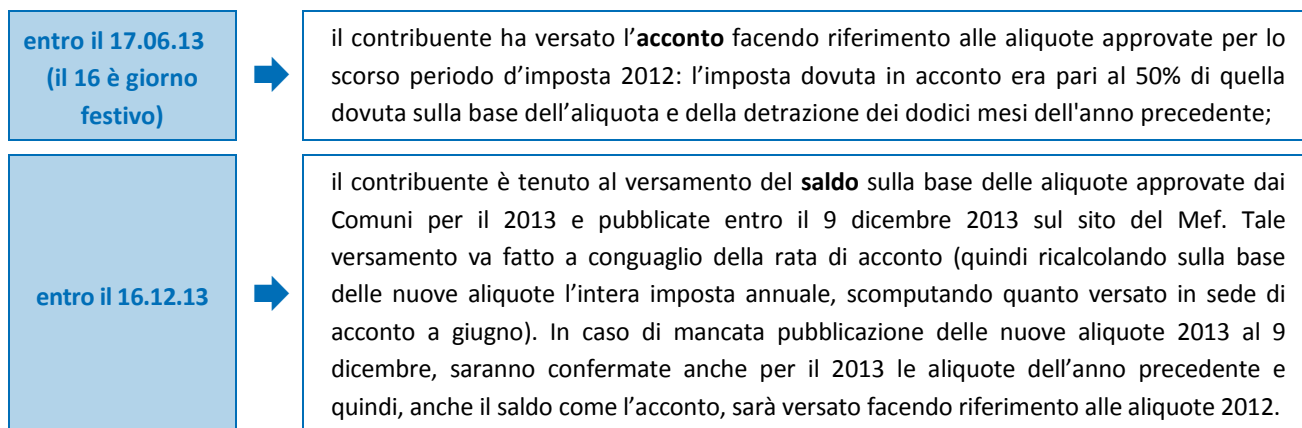 entro il 17.06.13
(il 16 è giorno
festivo)
il contribuente ha versato l’acconto facendo riferimento alle aliquote approvate per lo
scorso periodo d’imposta 2012: l’imposta dovuta in acconto era pari al 50% di quella
dovuta sulla base dell’aliquota e della detrazione dei dodici mesi dell'anno precedente;
entro il 16.12.13
il contribuente è tenuto al versamento del saldo sulla base delle aliquote approvate dai
Comuni per il 2013 e pubblicate entro il 9 dicembre 2013 sul sito del Mef. Tale
versamento va fatto a conguaglio della rata di acconto (quindi ricalcolando sulla base
delle nuove aliquote l’intera imposta annuale, scomputando quanto versato in sede di
acconto a giugno). In caso di mancata pubblicazione delle nuove aliquote 2013 al 9
dicembre, saranno confermate anche per il 2013 le aliquote dell’anno precedente e
quindi, anche il saldo come l’acconto, sarà versato facendo riferimento alle aliquote 2012.